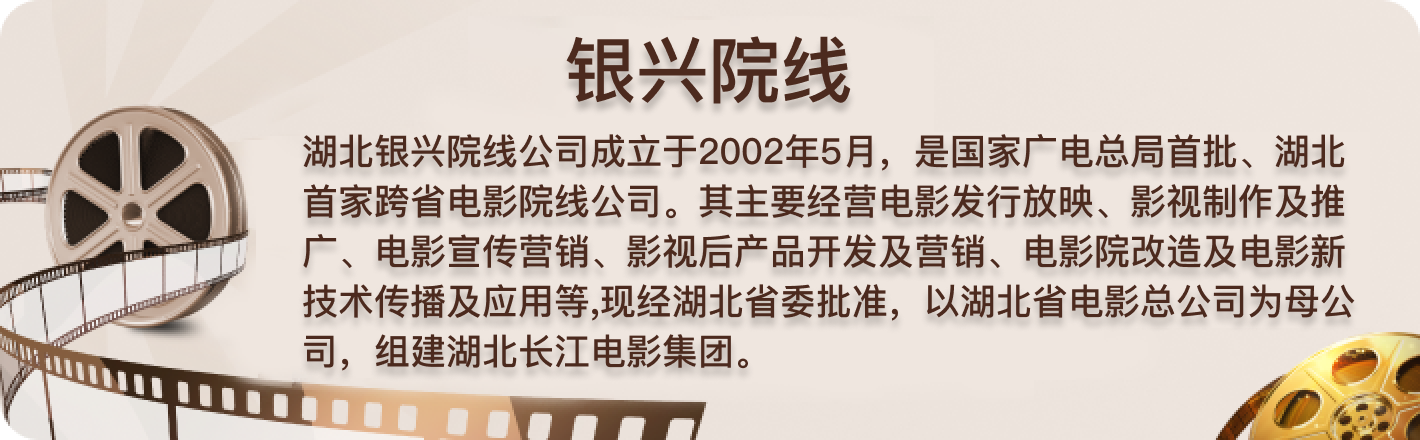 银兴院线
湖北银兴院线公司成立于2002年5月，是国家广电总局首批、湖北
首家跨省电影院线公司。其主要经营电影发行放映、影视制作及推
广、电影宣传营销、影视后产品开发及营销、电影院改造及电影新
技术传播及应用等,现经湖北省委批准，以湖北省电影总公司为母公
司，组建湖北长江电影集团。